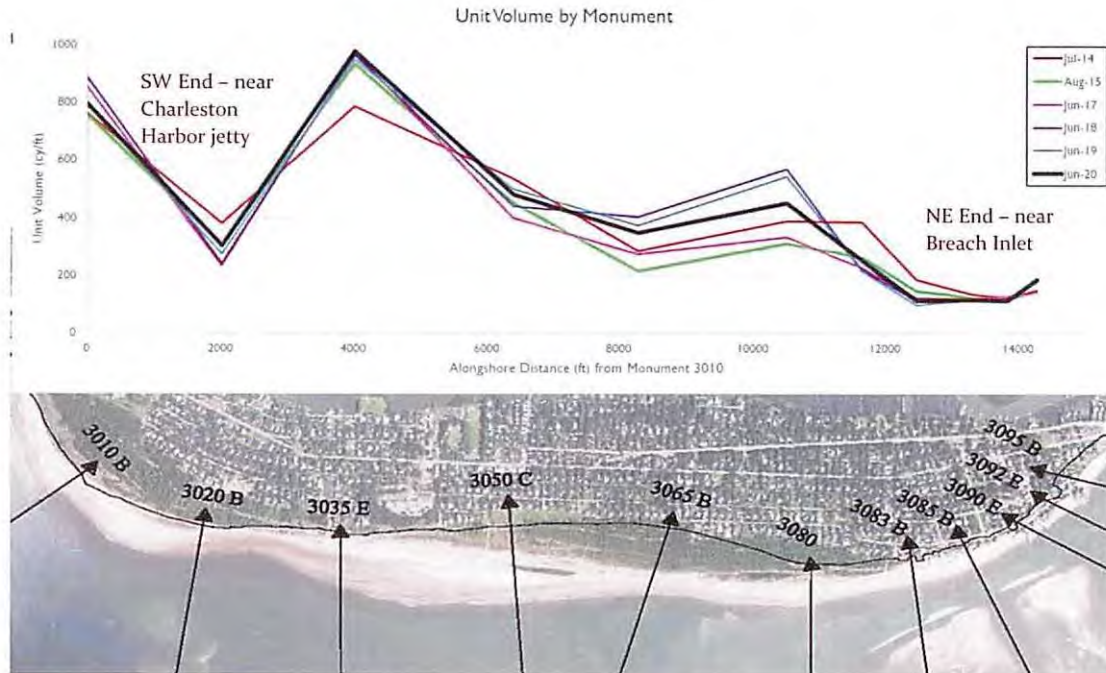 Unit Volume by Monument
1000
800
600
400
200
0
Unit Volume (cy/ft)
SW End – near
Charleston
Harbor jetty
NE End – near
Breach Inlet
Jul-14
Aug-15
Jun-17
Jun-18
Jun-19
Jun-20
0
2000
4000
6000
8000
10000
12000
14000
Alongshore Distance (ft) from Monument 3010
3010 B
3020 B
3035 E
3050 C
3065 B
3080
3083 B
3085 B
3090 E
3092 E
3095 B